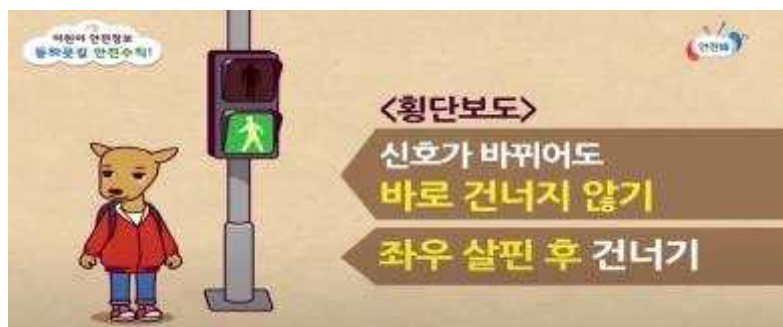 어린이 안전정보
등하굣길 안전수칙!
<횡단보도>
신호가 바뀌어도
바로 건너지 않기
좌우 살핀 후 건너기